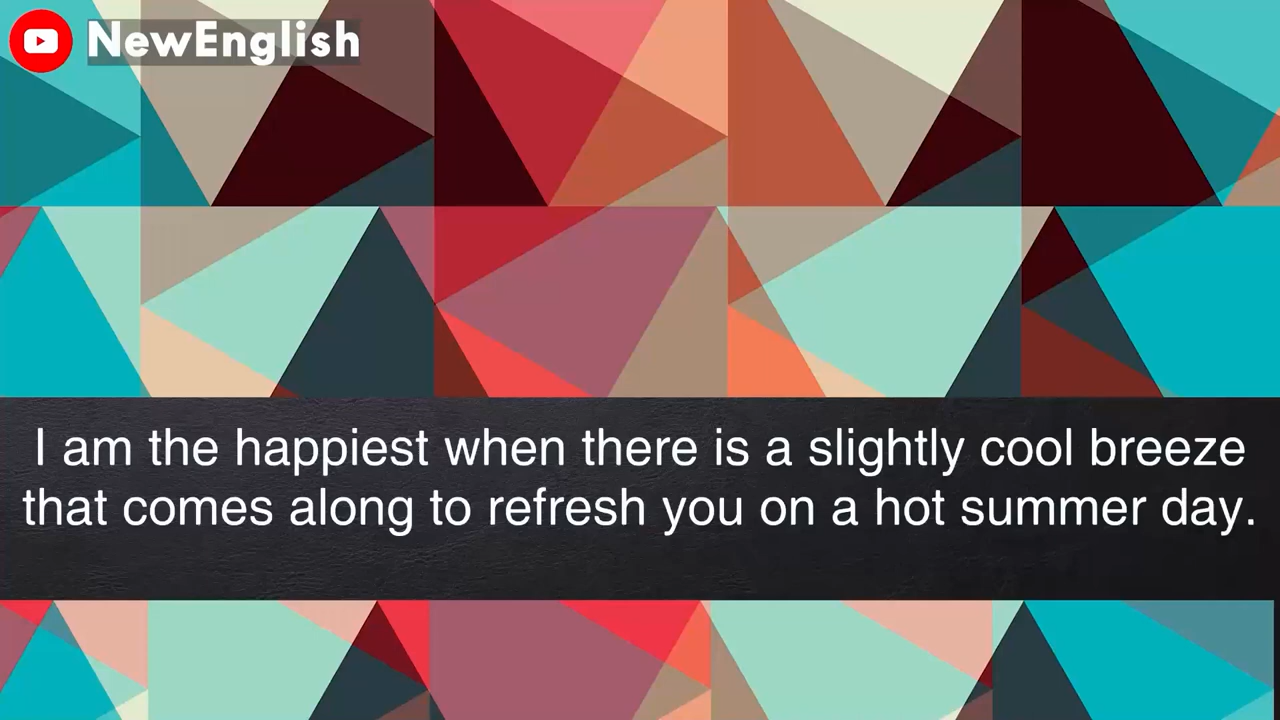 NewEnglish
I am the happiest when there is a slightly cool breeze
that comes along to refresh you on a hot summer day.